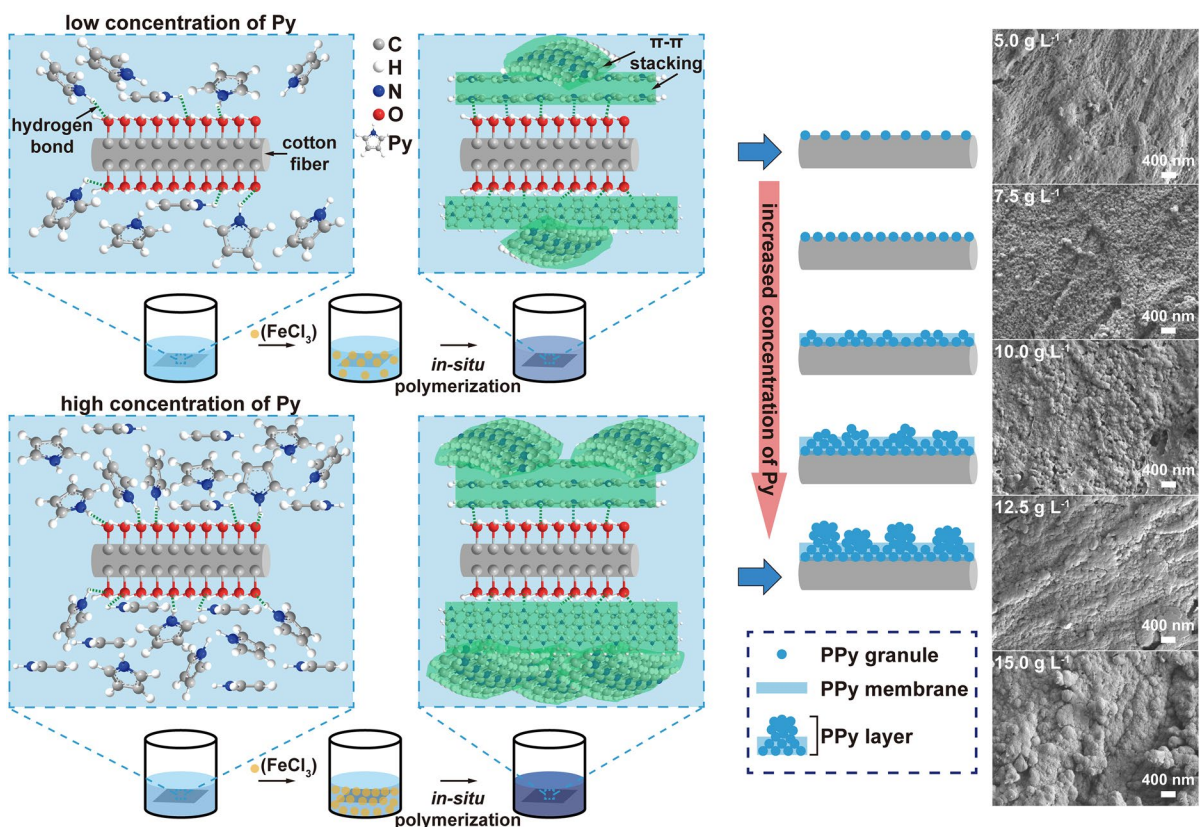 low concentration of Py
C
H
N
O
Py
hydrogen
bond
cotton
fiber
π-π
stacking
(FeCl₃)
in-situ
polymerization
high concentration of Py
(FeCl₃)
in-situ
polymerization
increased concentration of Py
PPy granule
PPy membrane
PPy layer
5.0 g L⁻¹
400 nm
7.5 g L⁻¹
400 nm
10.0 g L⁻¹
400 nm
12.5 g L⁻¹
400 nm
15.0 g L⁻¹
400 nm